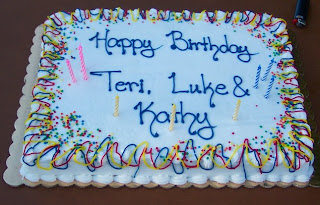 Happy Birthday
Teri, Luke &
Kathy